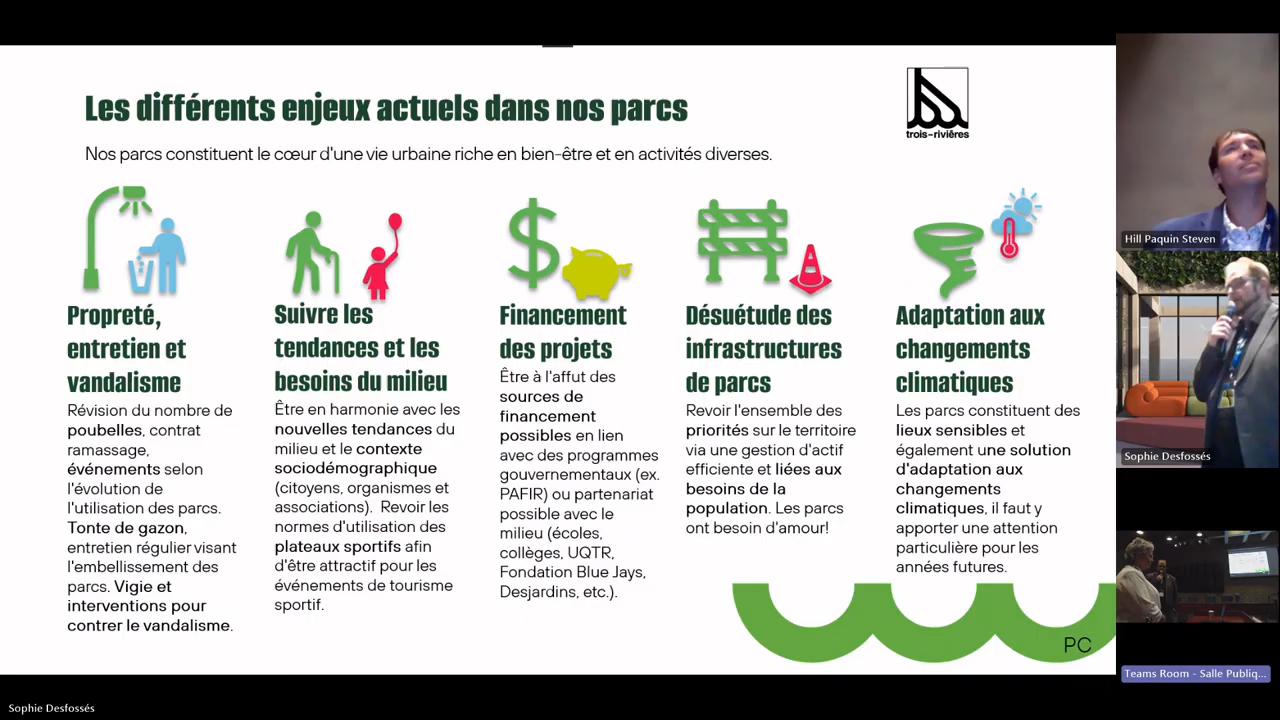 Les différents enjeux actuels dans nos parcs
trois-rivières
Nos parcs constituent le cœur d'une vie urbaine riche en bien-être et en activités diverses.
Propreté,
entretien et
vandalisme
Révision du nombre de
poubelles, contrat
ramassage,
événements selon
l'évolution de
l'utilisation des parcs.
Tonte de gazon,
entretien régulier visant
l'embellissement des
parcs. Vigie et
interventions pour
contrer le vandalisme.
Suivre les
tendances et les
besoins du milieu
Être en harmonie avec les
nouvelles tendances du
milieu et le contexte
sociodémographique
(citoyens, organismes et
associations). Revoir les
normes d'utilisation des
plateaux sportifs afin
d'être attractif pour les
événements de tourisme
sportif.
Financement
des projets
Être à l'affut des
sources de
financement
possibles en lien
avec des programmes
gouvernementaux (ex.
PAFIR) ou partenariat
possible avec le
milieu (écoles,
collèges, UQTR,
Fondation Blue Jays,
Desjardins, etc.).
Désuétude des
infrastructures
de parcs
Revoir l'ensemble des
priorités sur le territoire
via une gestion d'actif
efficiente et liées aux
besoins de la
population. Les parcs
ont besoin d'amour!
Adaptation aux
changements
climatiques
Les parcs constituent des
lieux sensibles et
également une solution
d'adaptation aux
changements
climatiques, il faut y
apporter une attention
particulière pour les
années futures.
PC
Hill Paquin Steven
Sophie Desfossés
Teams Room - Salle Publiq...
Sophie Desfossés